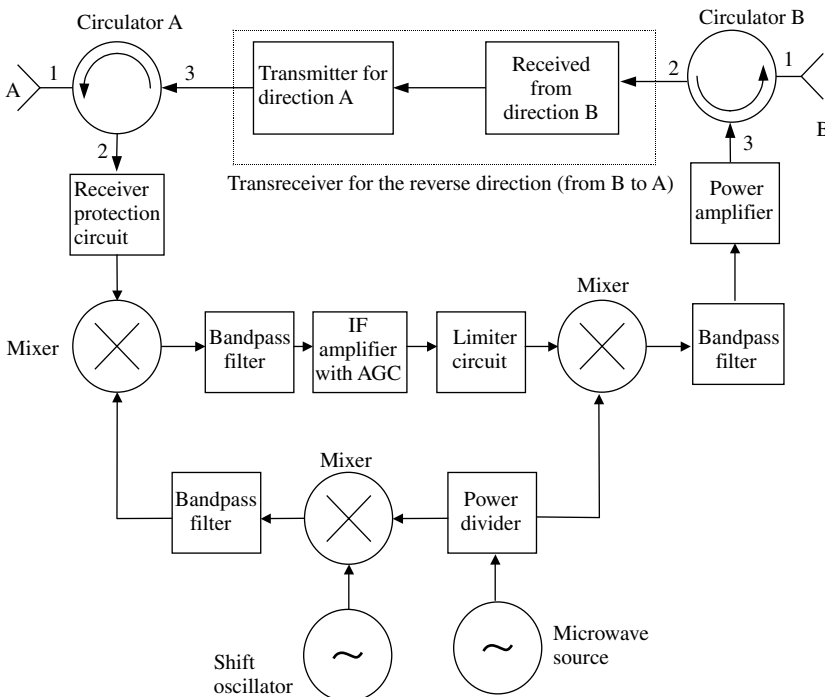 Circulator A
Circulator B
A
1
3
Transmitter for
direction A
Received
from
direction B
2
1
B
2
3
Receiver
protection
circuit
Transreceiver for the reverse direction (from B to A)
Power
amplifier
Mixer
Mixer
Bandpass
filter
IF
amplifier
with AGC
Limiter
circuit
Bandpass
filter
Mixer
Bandpass
filter
Power
divider
~
~
Shift
oscillator
Microwave
source